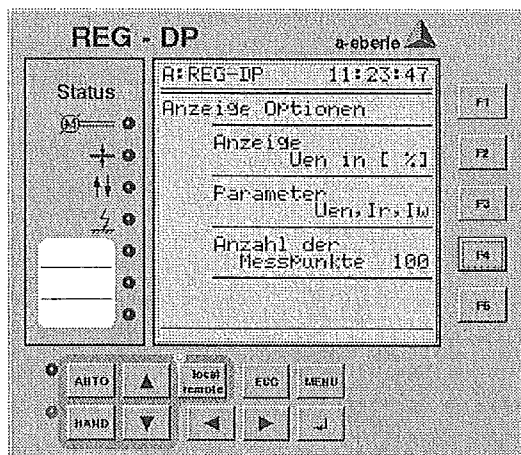 REG - DP
a-eberle
Status
M
A:REG-DP 11:23:47
Anzeige Optionen
Anzeige
Uen in [ %]
Parameter
Uen,Ir,Iw
Anzahl der
MessPunkte 100
F1
F2
F3
F4
F5
AUTO
local
remote
ESC
MENU
HAND